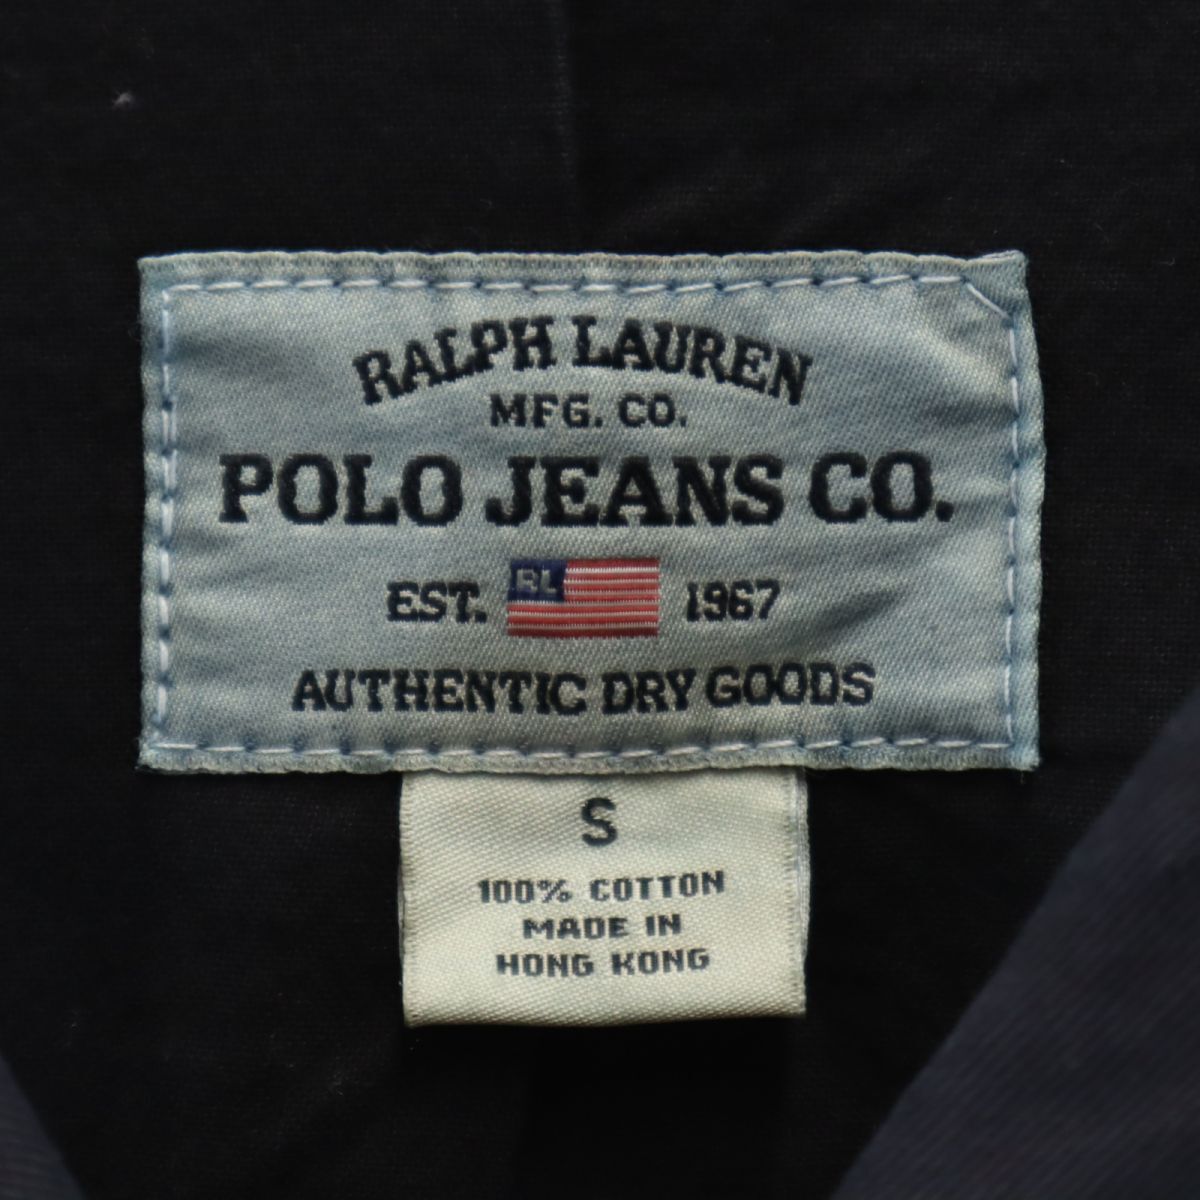 RALPH LAUREN
MFG. CO.
POLO JEANS CO.
EST. RL 1967
AUTHENTIC DRY GOODS
S
100% COTTON
MADE IN
HONG KONG